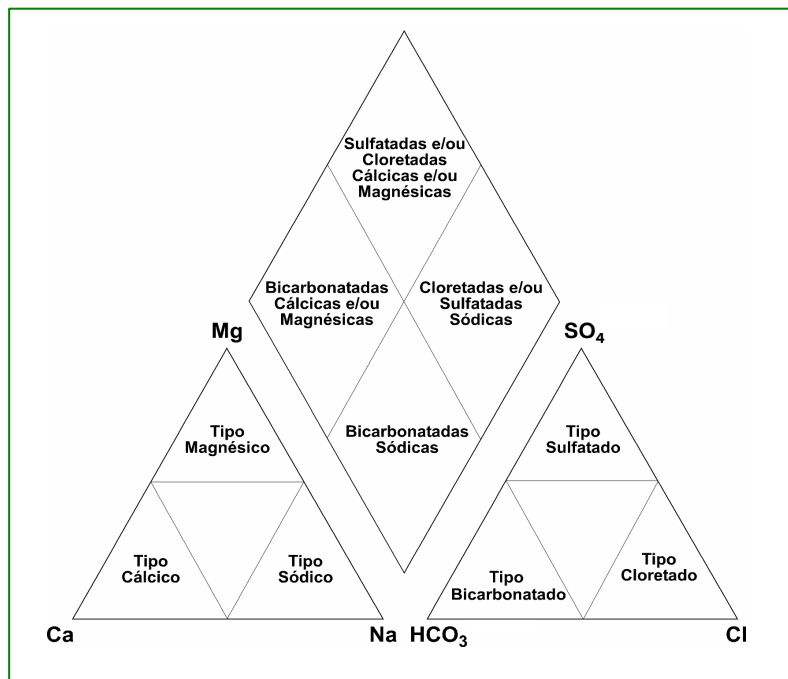 Sulfatadas e/ou
Cloretadas
Cálcicas e/ou
Magnésicas
Bicarbonatadas
Cálcicas e/ou
Magnésicas
Cloretadas e/ou
Sulfatadas
Sódicas
Bicarbonatadas
Sódicas
Mg
Tipo
Magnésico
Tipo
Cálcico
Tipo
Sódico
Ca
Na
SO₄
Tipo
Sulfatado
Tipo
Bicarbonatado
Tipo
Cloretado
HCO₃
Cl